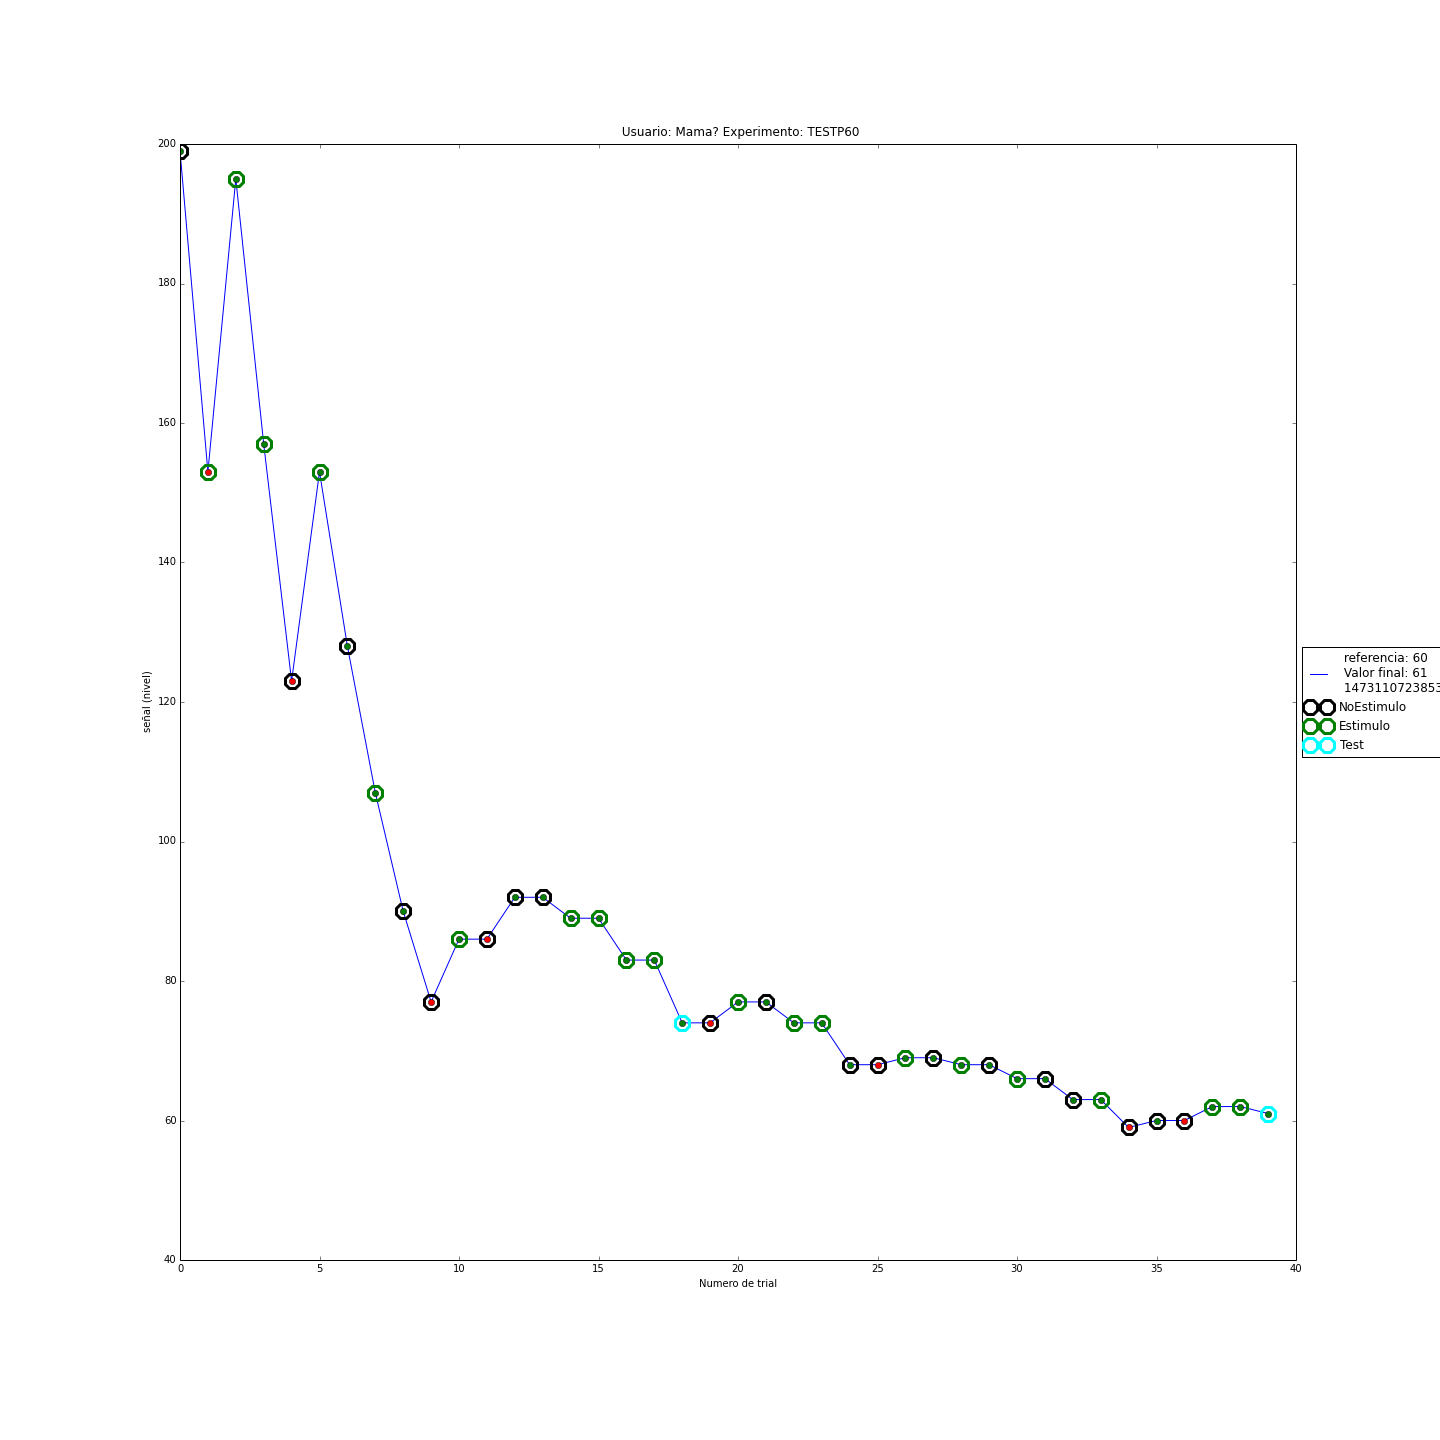 Usuario: Mama? Experimento: TESTP60
200
180
160
140
120
100
80
60
40
señal (nivel)
0 5 10 15 20 25 30 35 40
Numero de trial
referencia: 60
Valor final: 61
1473110723853
NoEstimulo
Estimulo
Test